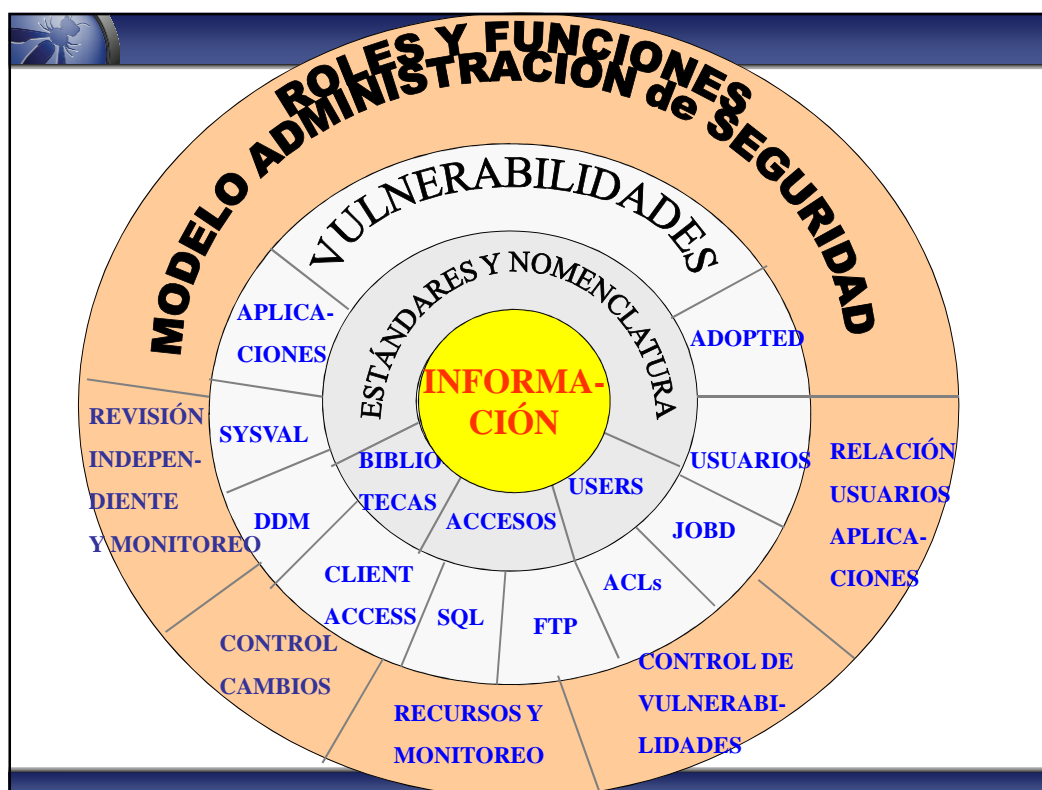 ROLES Y FUNCIONES
MODELO ADMINISTRACIÓN de SEGURIDAD
VULNERABILIDADES
ESTÁNDARES Y NOMENCLATURA
INFORMA-
CIÓN
APLICA-
CIONES
ADOPTED
SYSVAL
USUARIOS
DDM
JOBD
CLIENT
ACCESS
SQL
FTP
ACLs
BIBLIO
TECAS
ACCESOS
USERS
REVISIÓN
INDEPEN-
DIENTE
Y MONITOREO
RELACIÓN
USUARIOS
APLICA-
CIONES
CONTROL
CAMBIOS
RECURSOS Y
MONITOREO
CONTROL DE
VULNERABI-
LIDADES